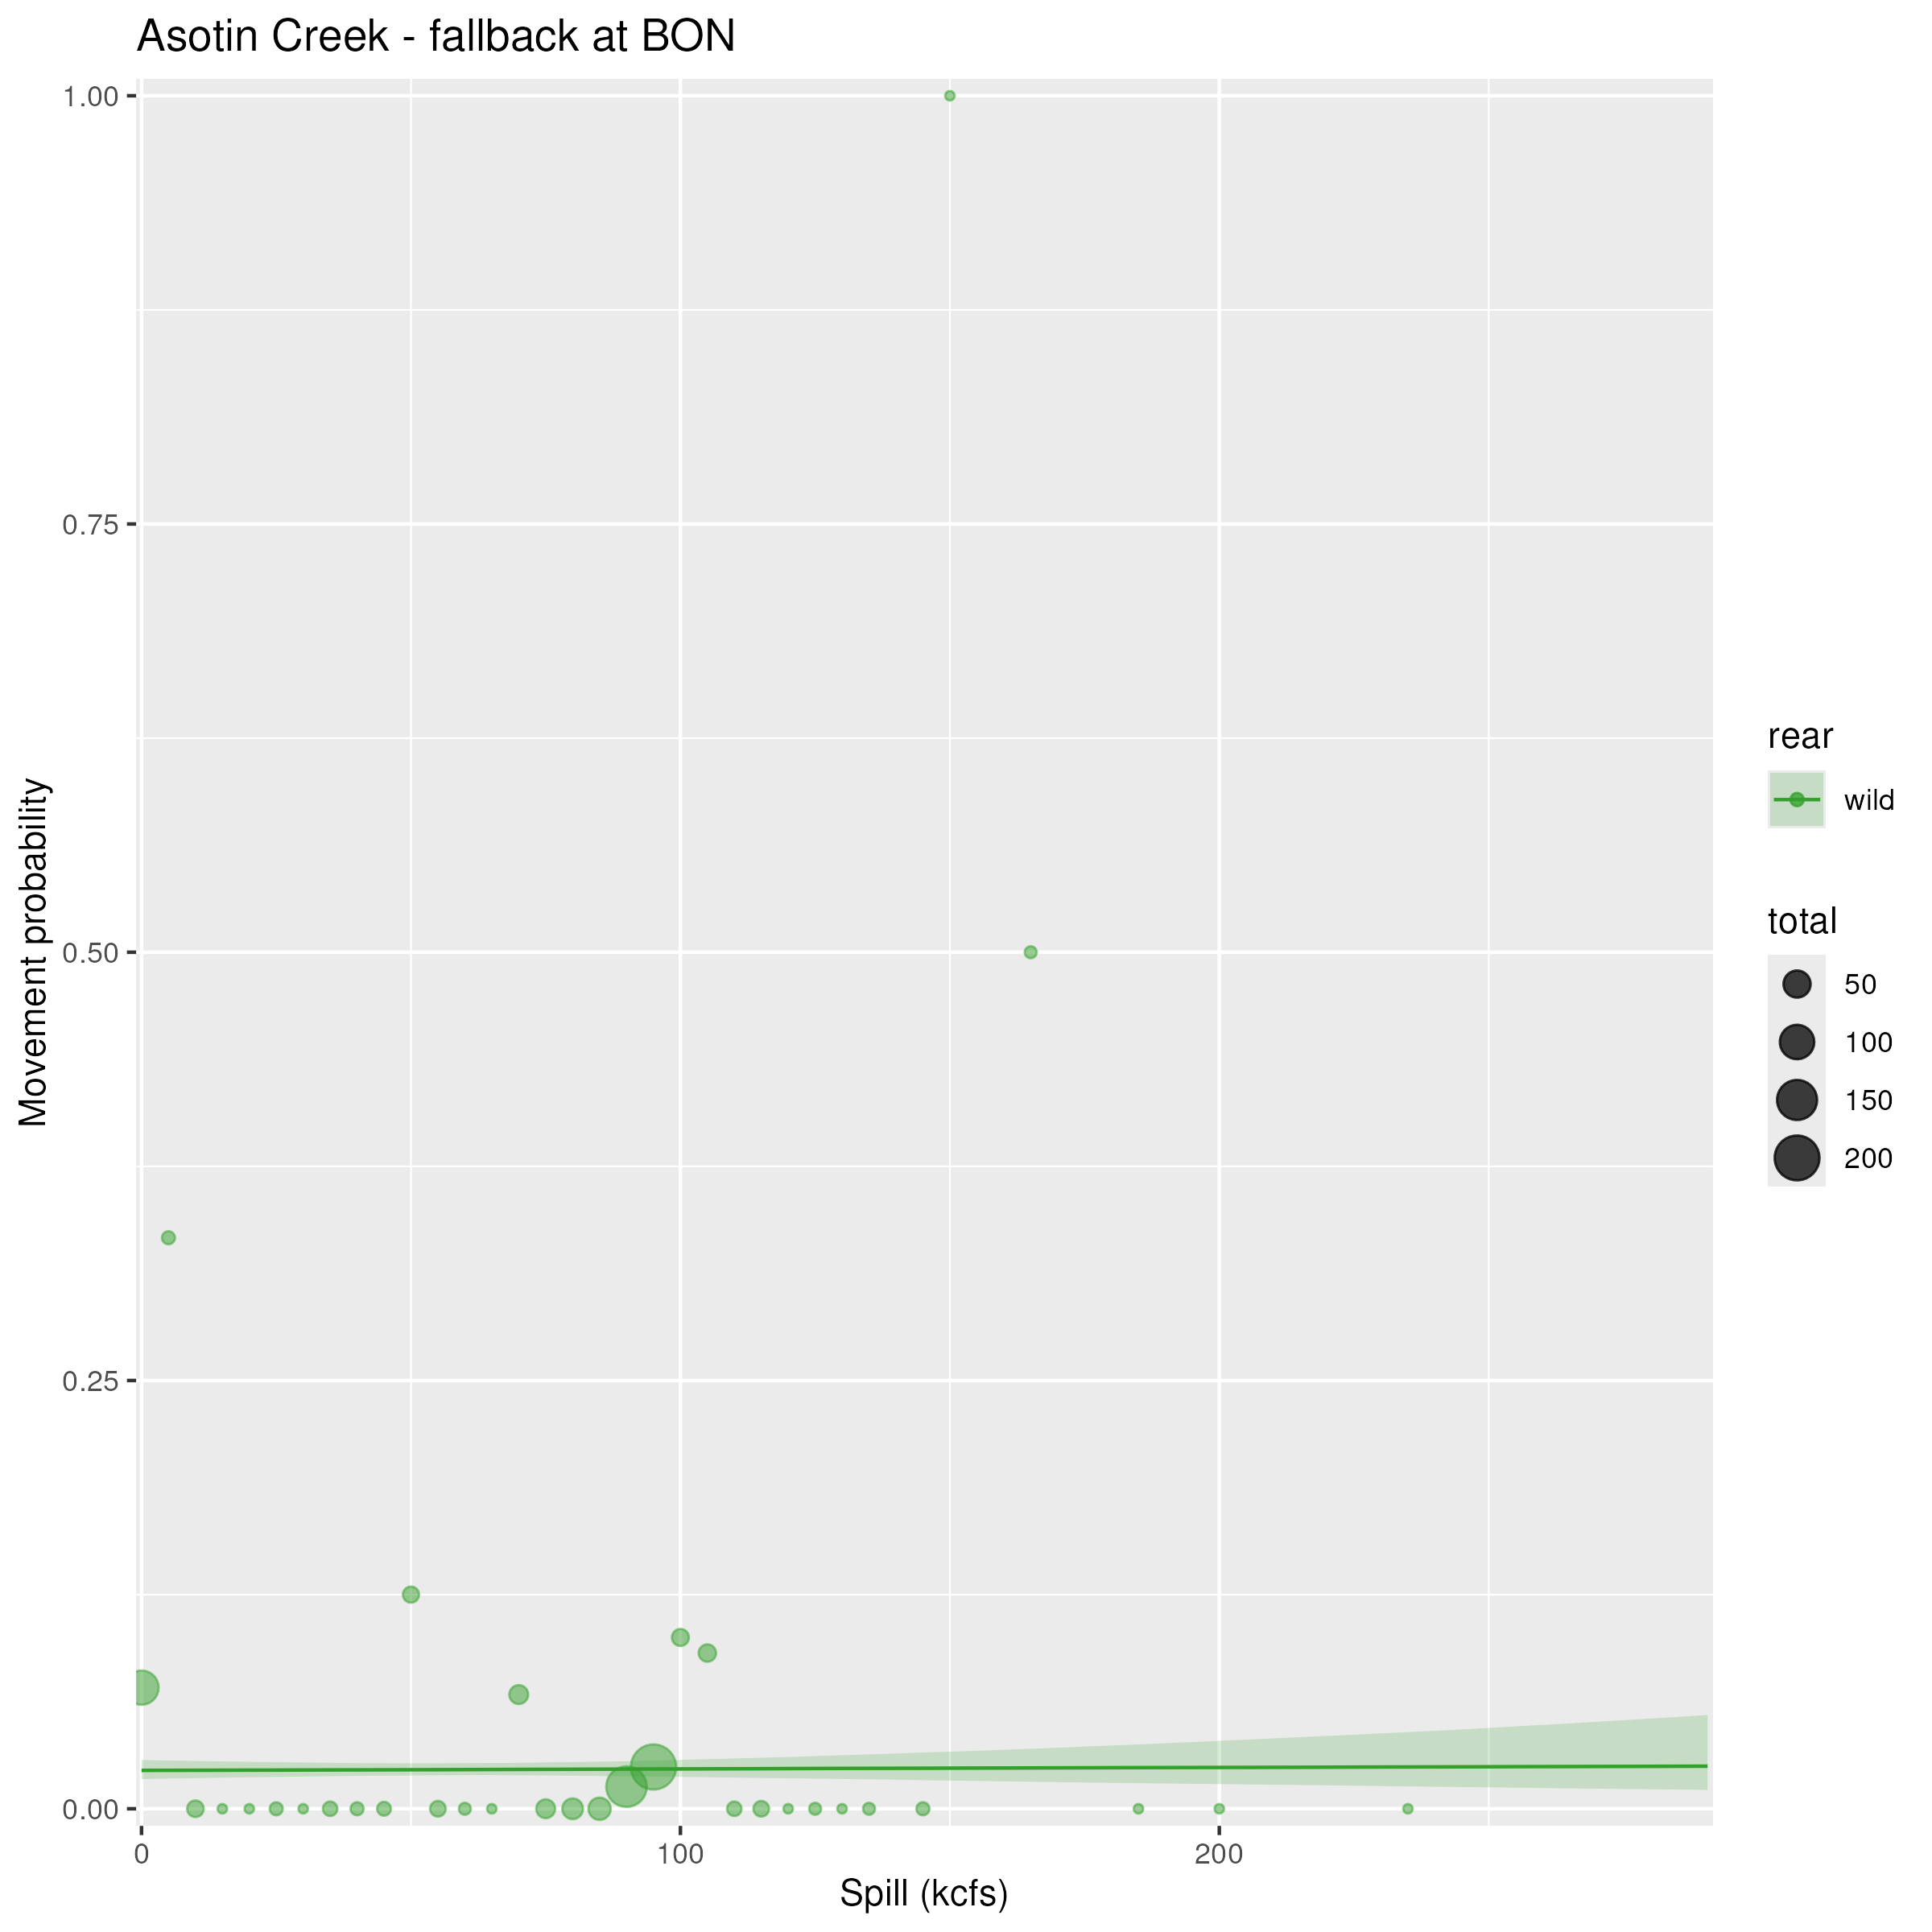 Asotin Creek - fallback at BON
Movement probability
1.00
0.75
0.50
0.25
0.00
0
100
200
Spill (kcfs)
rear
wild
total
50
100
150
200